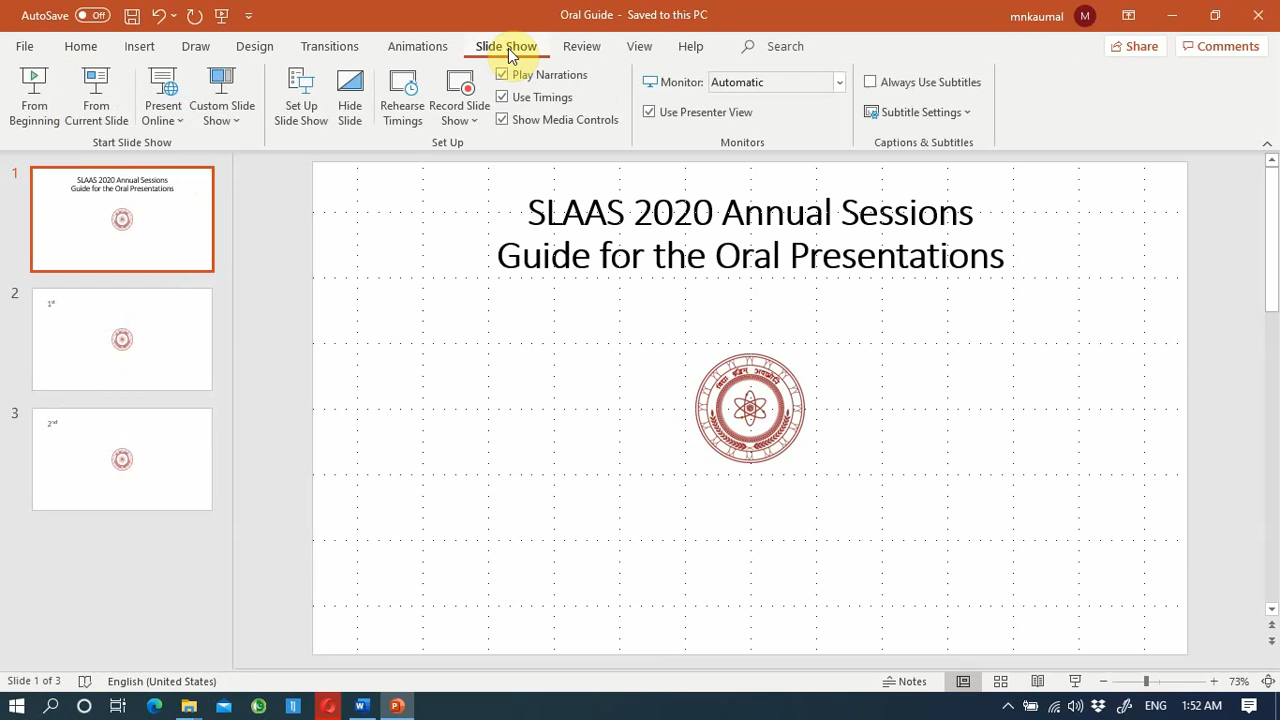 AutoSave Off
Oral Guide - Saved to this PC
mnkaumal M
File Home Insert Draw Design Transitions Animations Slide Show Review View Help Search
Share Comments
From Beginning
From Current Slide
Present Online
Custom Slide Show
Start Slide Show
Set Up Slide Show
Hide Slide
Rehearse Timings
Record Slide Show
Play Narrations
Use Timings
Show Media Controls
Set Up
Monitor: Automatic
Use Presenter View
Monitors
Always Use Subtitles
Subtitle Settings
Captions & Subtitles
1
SLAAS 2020 Annual Sessions
Guide for the Oral Presentations
2
1st
3
2nd
SLAAS 2020 Annual Sessions
Guide for the Oral Presentations
Slide 1 of 3 English (United States) Notes 73%
ENG 1:52 AM